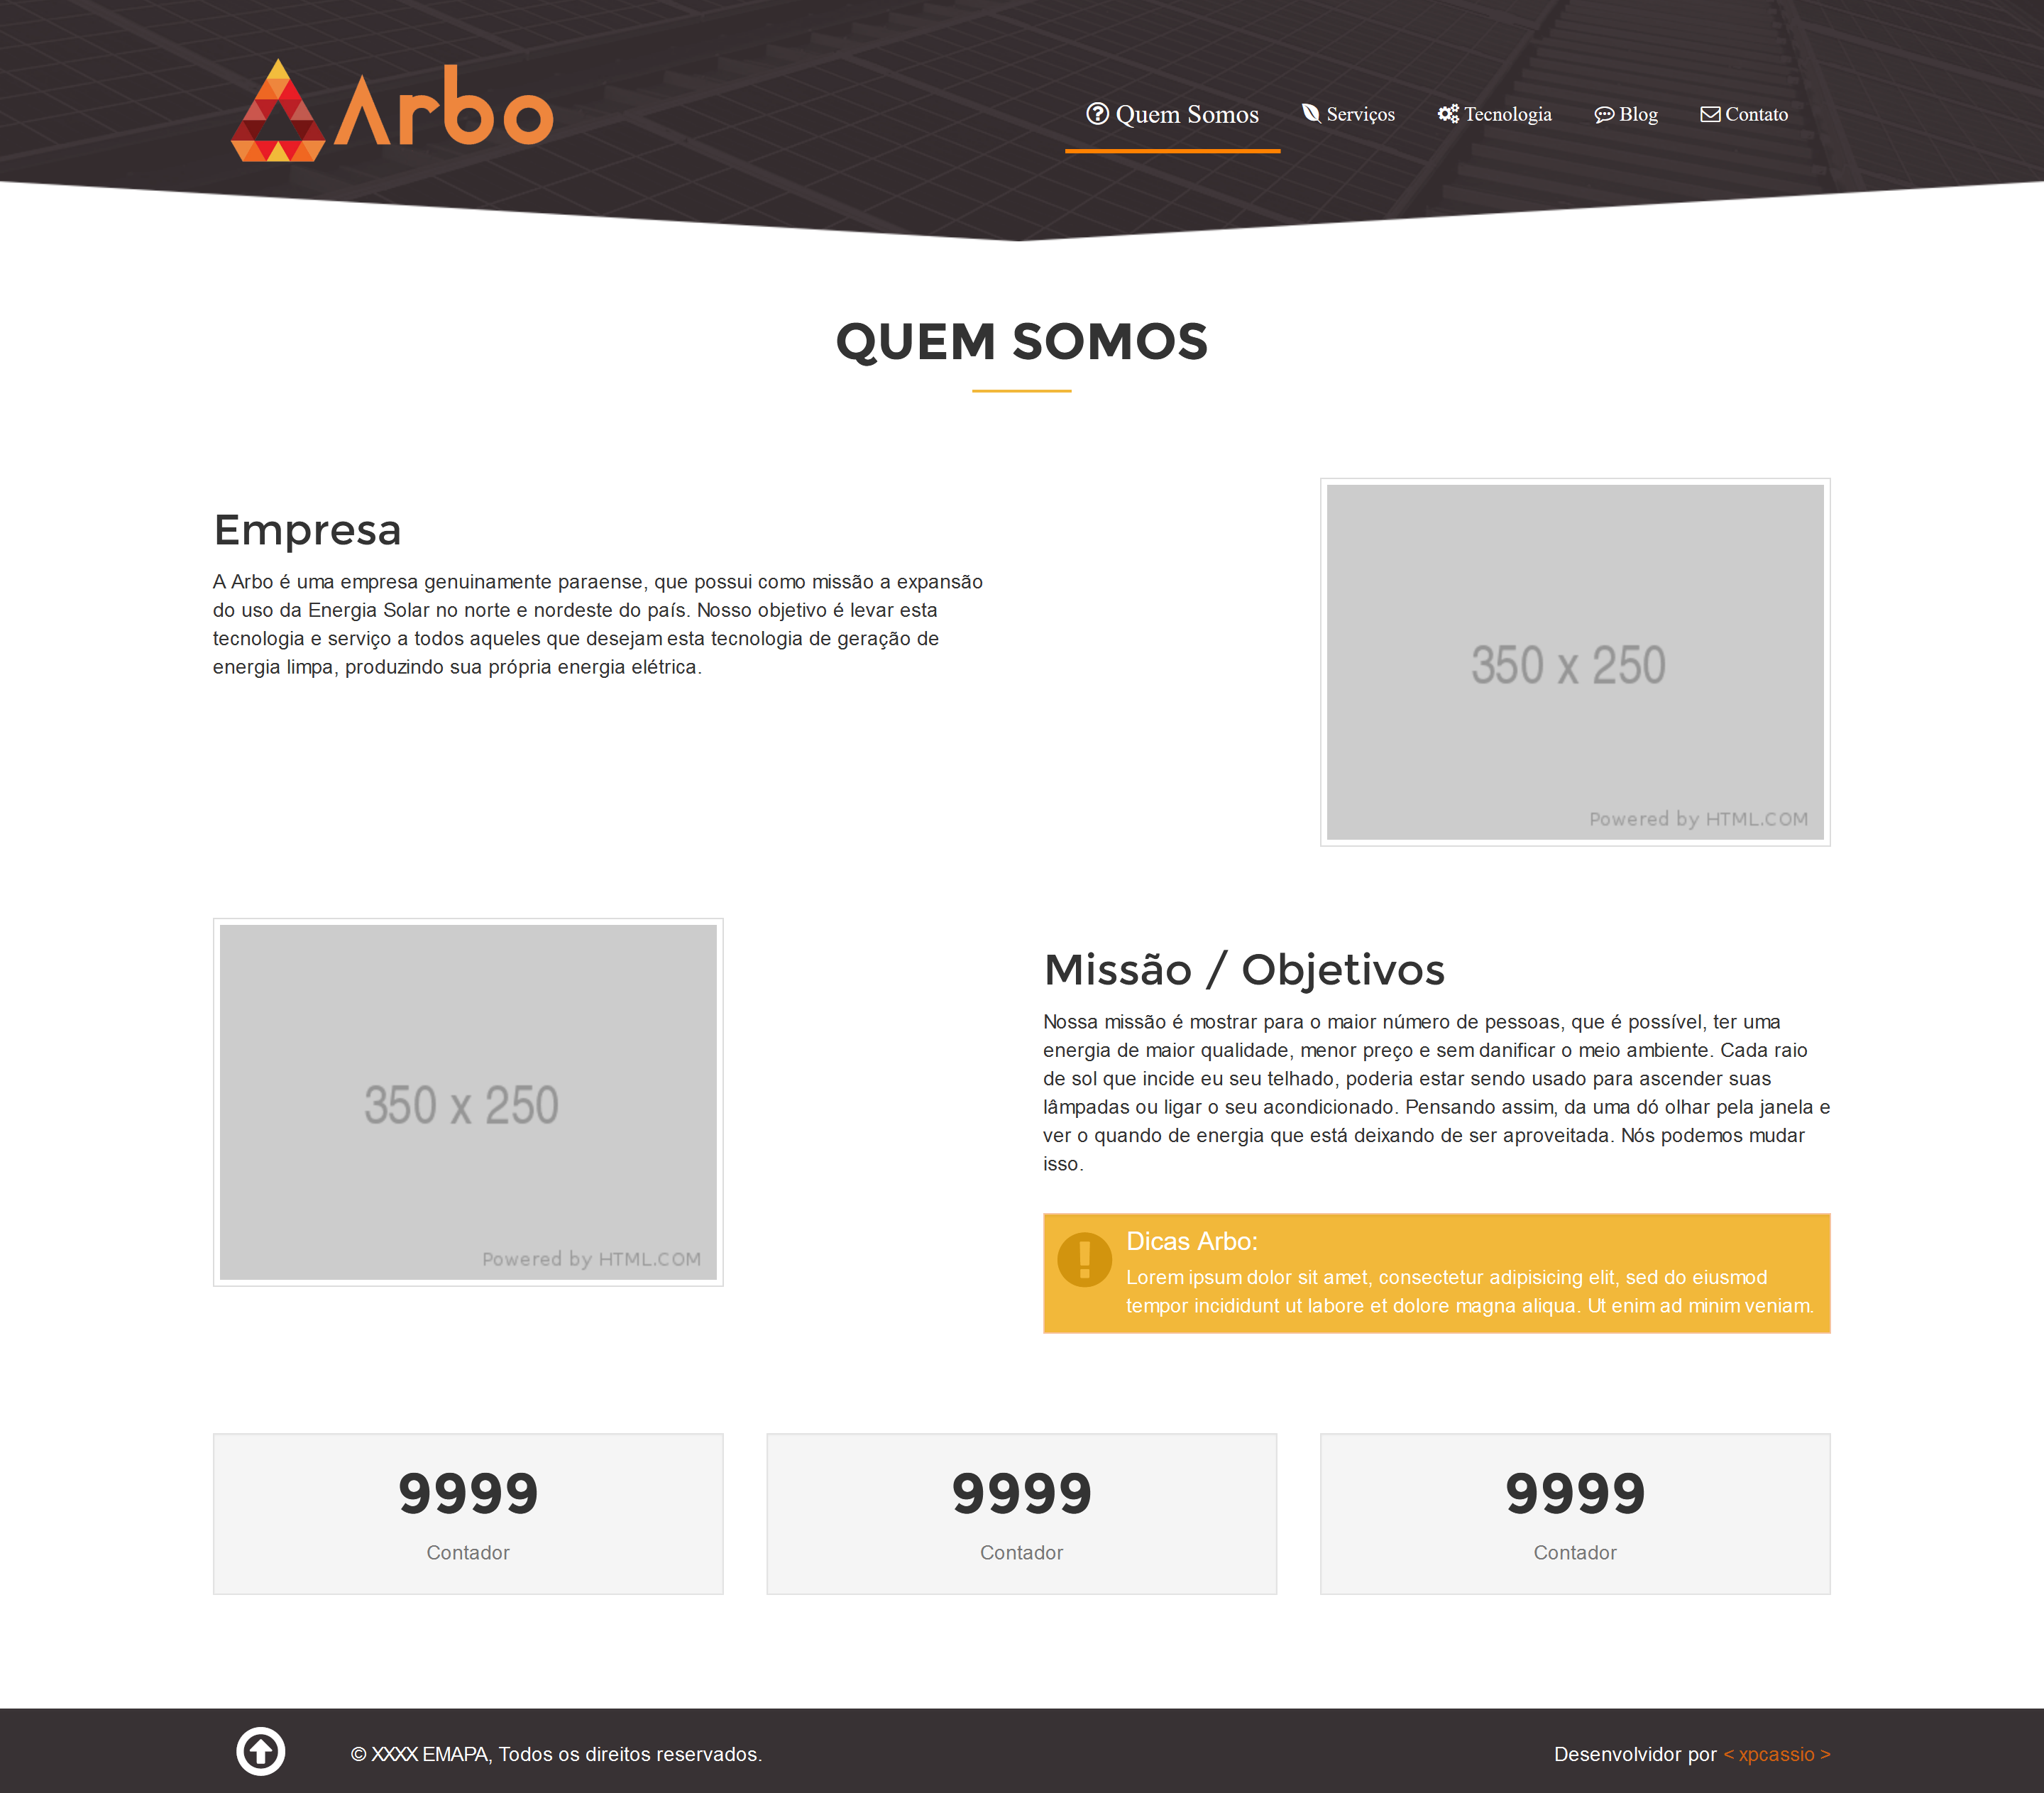 Arbo
Quem Somos
Serviços
Tecnologia
Blog
Contato
QUEM SOMOS
Empresa
A Arbo é uma empresa genuinamente paraense, que possui como missão a expansão
do uso da Energia Solar no norte e nordeste do país. Nosso objetivo é levar esta
tecnologia e serviço a todos aqueles que desejam esta tecnologia de geração de
energia limpa, produzindo sua própria energia elétrica.
350 x 250
Powered by HTML.COM
350 x 250
Powered by HTML.COM
Missão / Objetivos
Nossa missão é mostrar para o maior número de pessoas, que é possível, ter uma
energia de maior qualidade, menor preço e sem danificar o meio ambiente. Cada raio
de sol que incide eu seu telhado, poderia estar sendo usado para ascender suas
lâmpadas ou ligar o seu acondicionado. Pensando assim, da uma dó olhar pela janela e
ver o quando de energia que está deixando de ser aproveitada. Nós podemos mudar
isso.
Dicas Arbo:
Lorem ipsum dolor sit amet, consectetur adipisicing elit, sed do eiusmod
tempor incididunt ut labore et dolore magna aliqua. Ut enim ad minim veniam.
9999
Contador
9999
Contador
9999
Contador
© XXXX EMAPA, Todos os direitos reservados.
Desenvolvidor por < xpcassio >